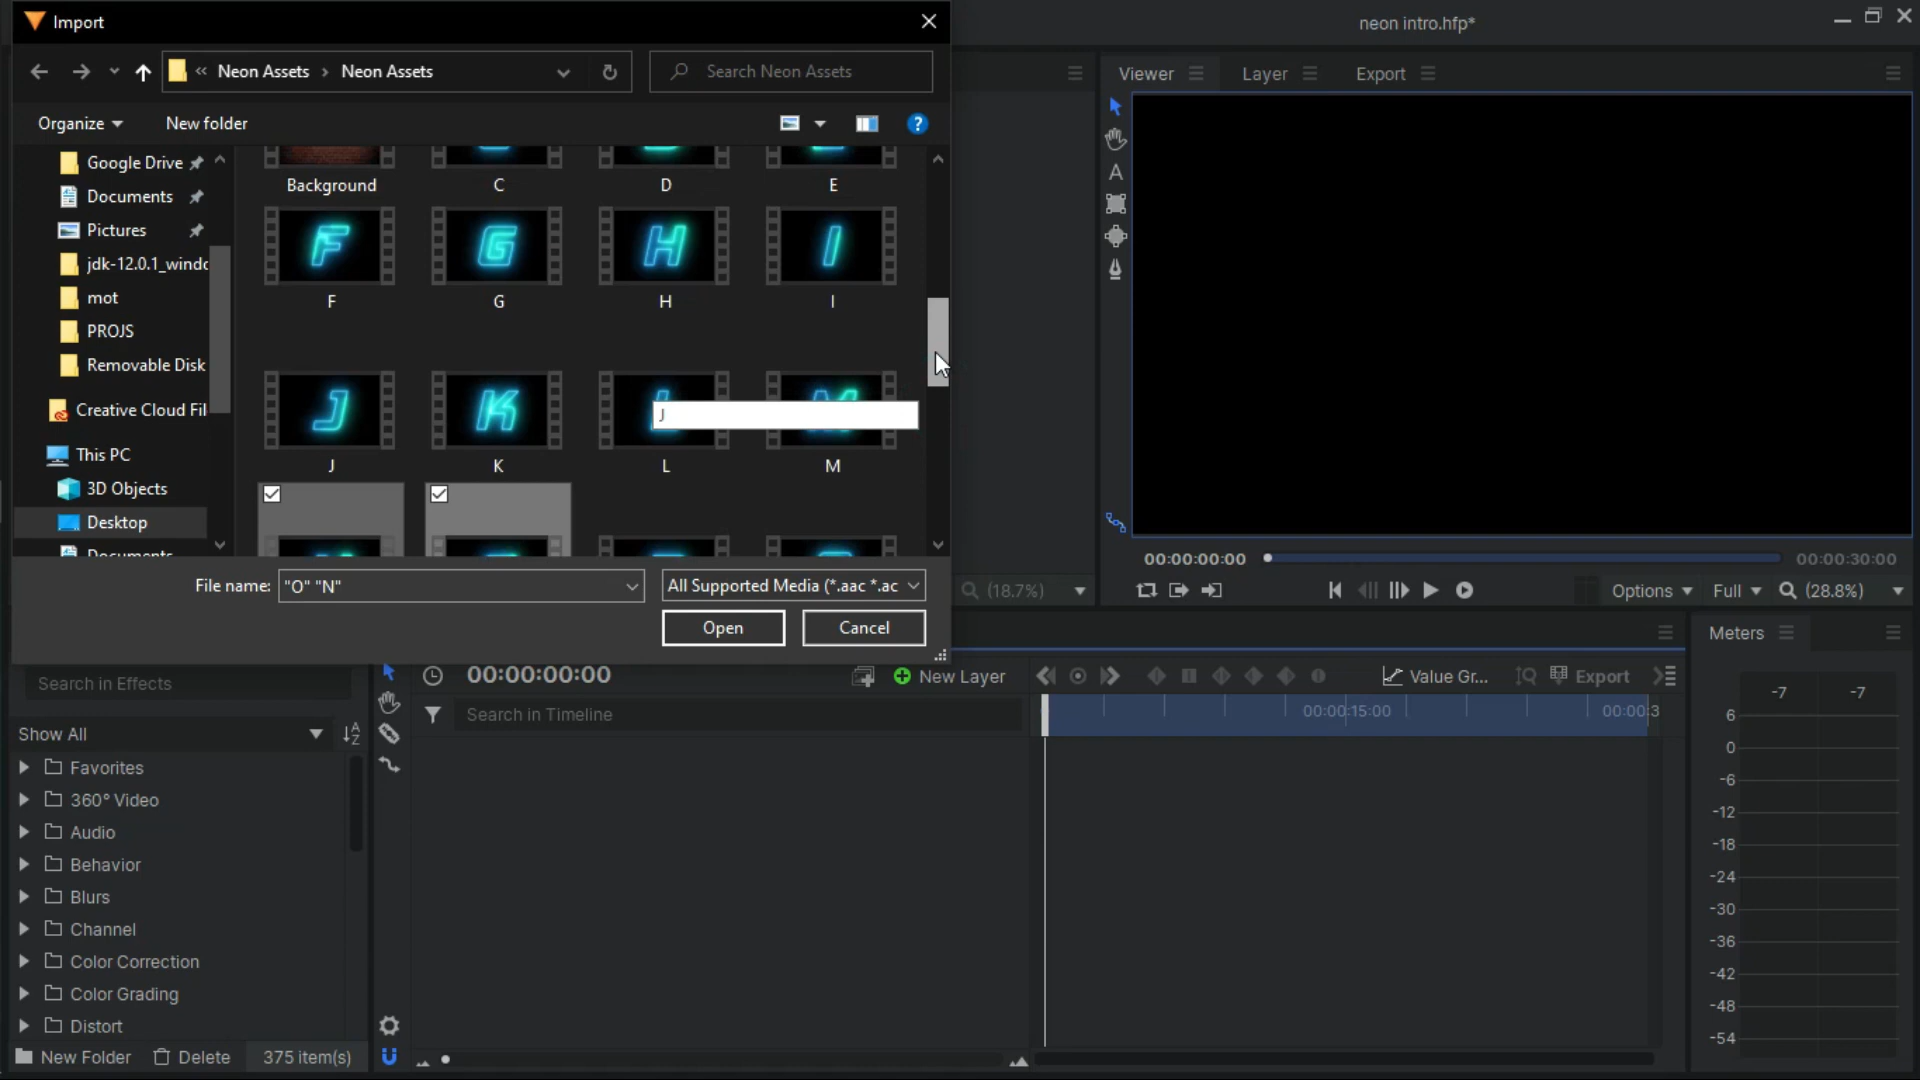 Import
neon intro.hfp*
« Neon Assets › Neon Assets
Search Neon Assets
Viewer
Layer
Export
Organize
New folder
Google Drive
Documents
Pictures
jdk-12.0.1_windo
mot
PROJS
Removable Disk
Creative Cloud Fil
This PC
3D Objects
Desktop
Documents
Background
C
D
E
F
G
H
I
F
G
H
I
J
K
L
M
J
J
K
L
M
File name:
"O" "N"
All Supported Media (*.aac *.ac
Open
Cancel
(18.7%)
00:00:00:00
00:00:30:00
Options
Full
(28.8%)
Meters
Search in Effects
00:00:00:00
New Layer
Value Gr...
Export
Search in Timeline
00:00:15:00
00:00:3
-7 -7
6
0
-6
-12
-18
-24
-30
-36
-42
-48
-54
Show All
Favorites
360° Video
Audio
Behavior
Blurs
Channel
Color Correction
Color Grading
Distort
New Folder
Delete
375 item(s)